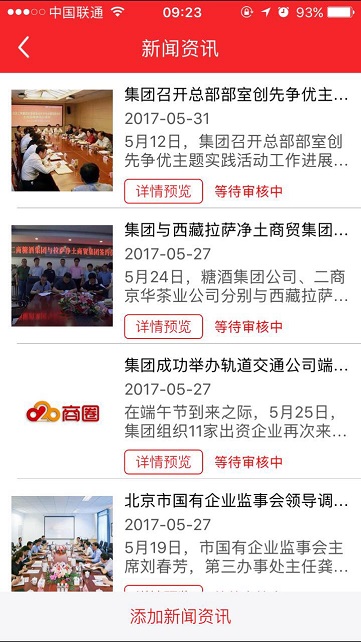 中国联通 09:23 93%
新闻资讯
集团召开总部部室创先争优主...
2017-05-31
5月12日，集团召开总部部室创
先争优主题实践活动工作进展...
详情预览 等待审核中
集团与西藏拉萨净土商贸集团...
2017-05-27
5月24日，糖酒集团公司、二商
京华茶业公司分别与西藏拉萨...
详情预览 等待审核中
o2o商圈
集团成功举办轨道交通公司端...
2017-05-27
在端午节到来之际，5月25日，
集团组织11家出资企业再次来...
详情预览 等待审核中
北京市国有企业监事会领导调...
2017-05-27
5月19日，市国有企业监事会主
席刘春芳，第三办事处主任龚...
添加新闻资讯